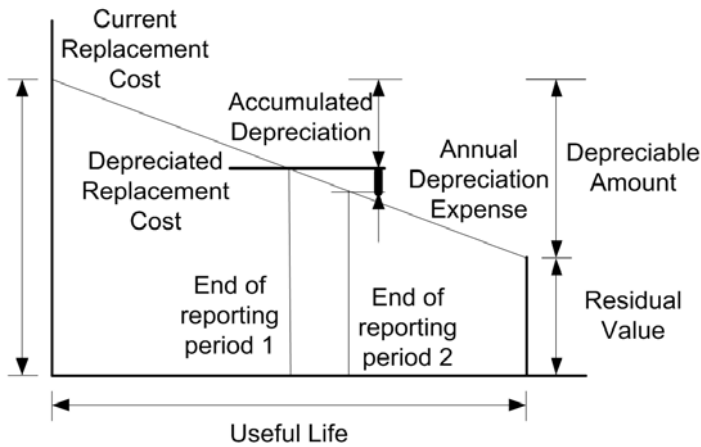 Current
Replacement
Cost
Accumulated
Depreciation
Depreciated
Replacement
Cost
Annual
Depreciation
Expense
Depreciable
Amount
End of
reporting
period 1
End of
reporting
period 2
Residual
Value
Useful Life